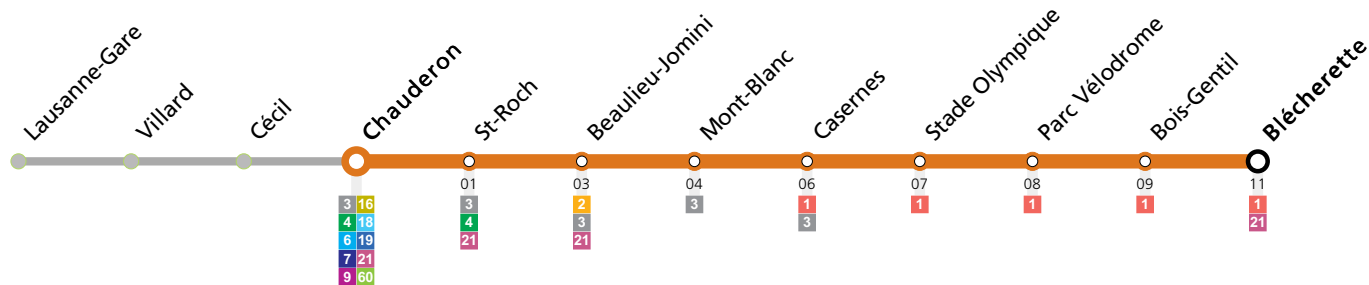 Lausanne-Gare
Villard
Cécil
Chauderon
St-Roch
Beaulieu-Jomini
Mont-Blanc
Casernes
Stade Olympique
Parc Vélodrome
Bois-Gentil
Blécherette
01 03 04 06 07 08 09 11
3 16 3 2 3 1 1 1 1 1
4 18 4 3 3 21
6 19 21 21
7 21
9 60